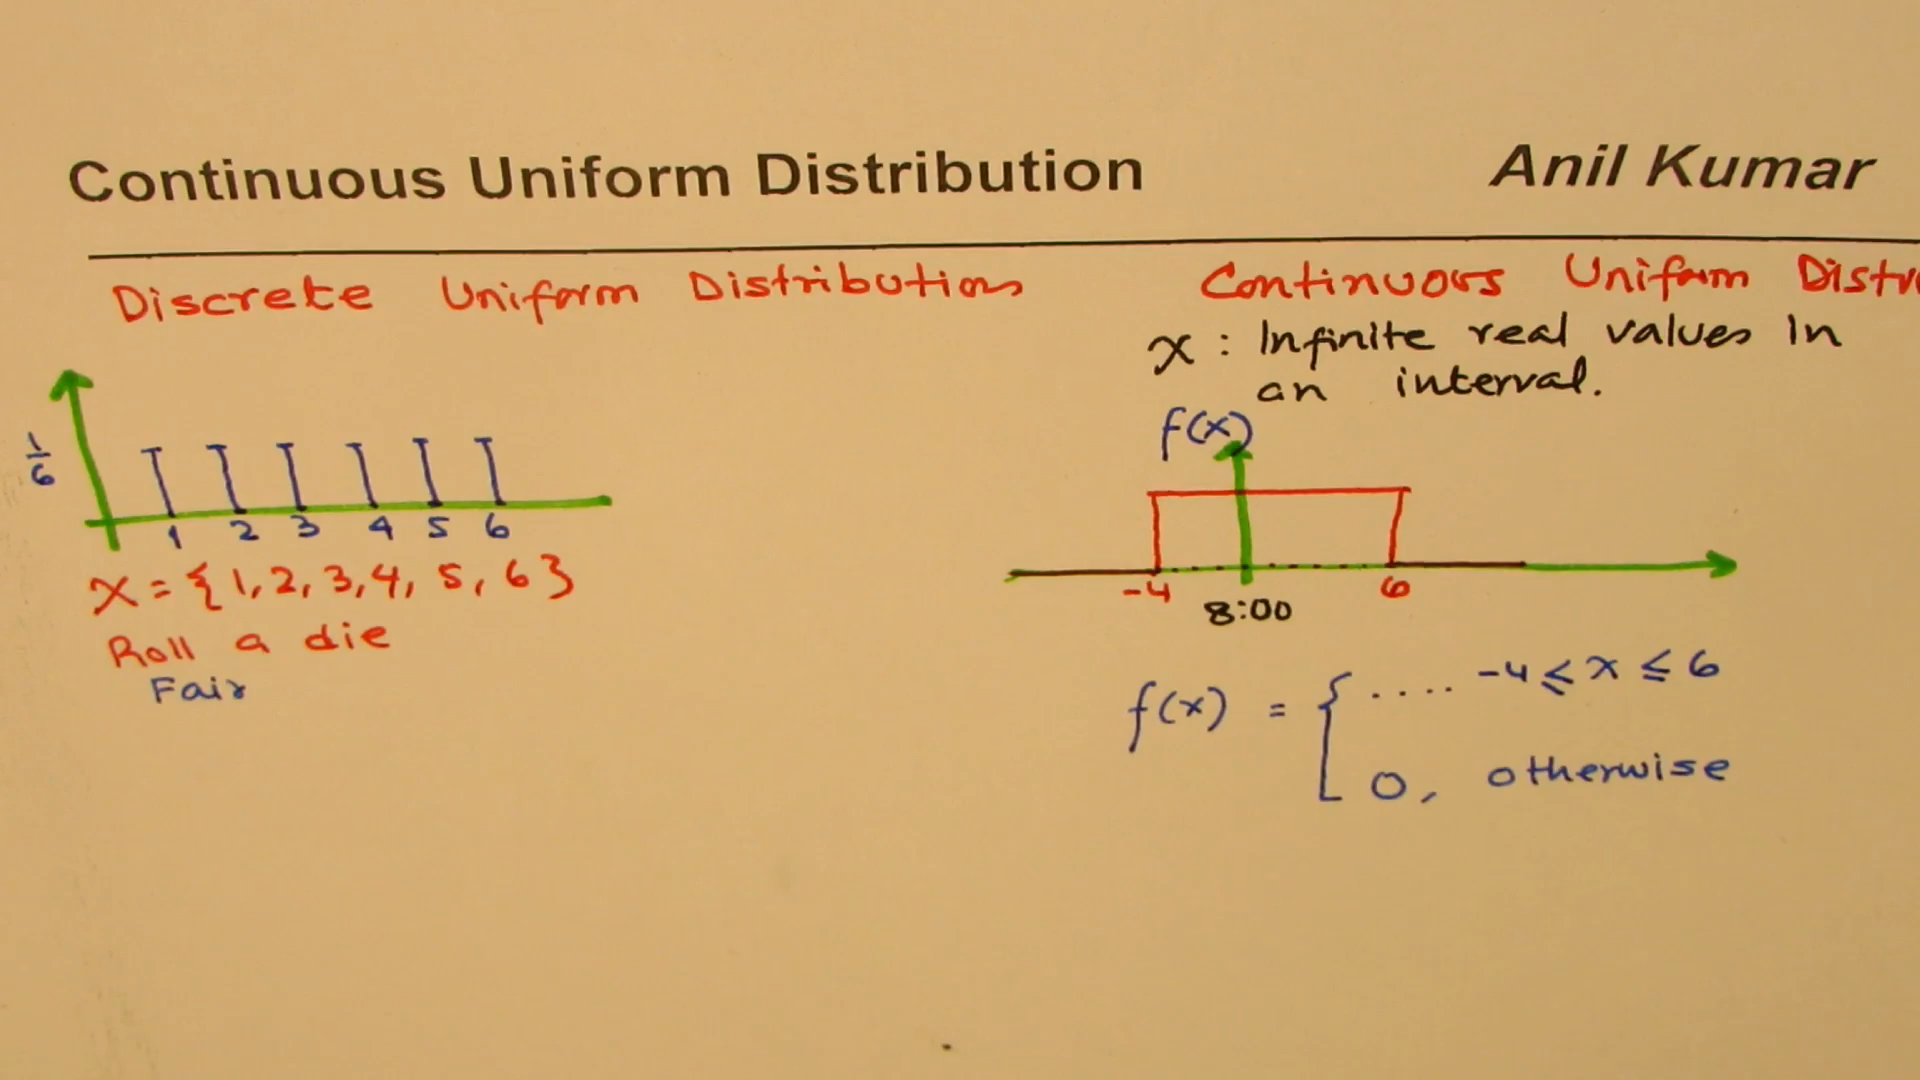 Continuous Uniform Distribution
Anil Kumar
Discrete Uniform Distribution
1/6
1 2 3 4 5 6
X = {1, 2, 3, 4, 5, 6}
Roll a die
Fair
Continuous Uniform Distr
X : Infinite real values in
an interval.
f(x)
-4 6
8:00
f(x) = { .... -4 ≤ x ≤ 6
0, otherwise